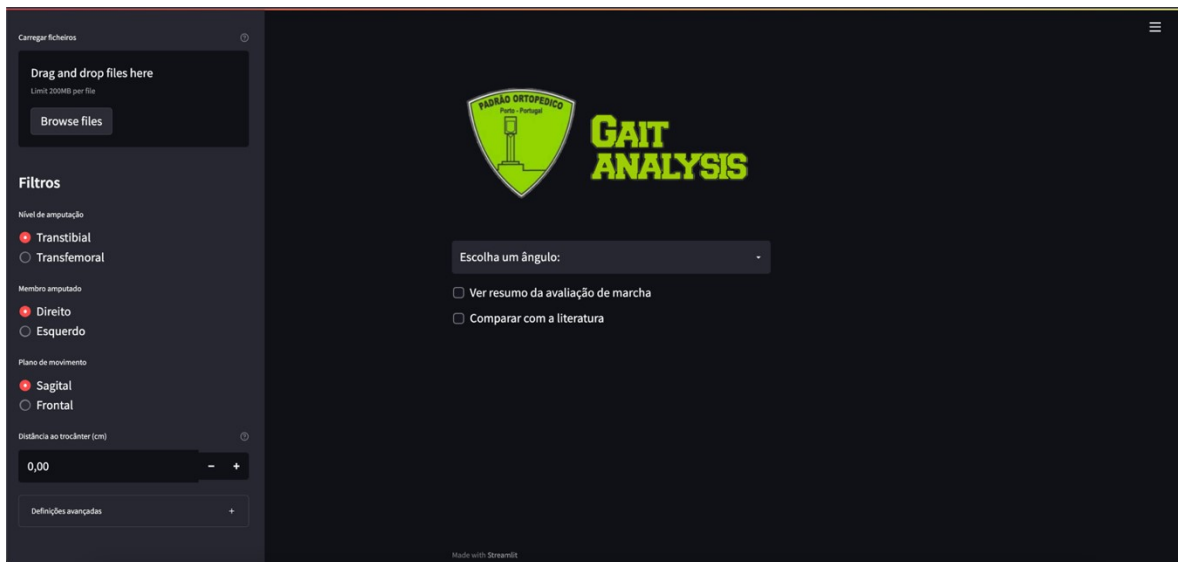 Carregar ficheiros
Drag and drop files here
Limit 200MB per file
Browse files
Filtros
Nível de amputação
Transtibial
Transfemoral
Membro amputado
Direito
Esquerdo
Plano de movimento
Sagital
Frontal
Distância ao trocânter (cm)
0,00
Definições avançadas
PADRÃO ORTOPEDICO
Porto - Portugal
GAIT
ANALYSIS
Escolha um ângulo:
Ver resumo da avaliação de marcha
Comparar com a literatura
Made with Streamlit